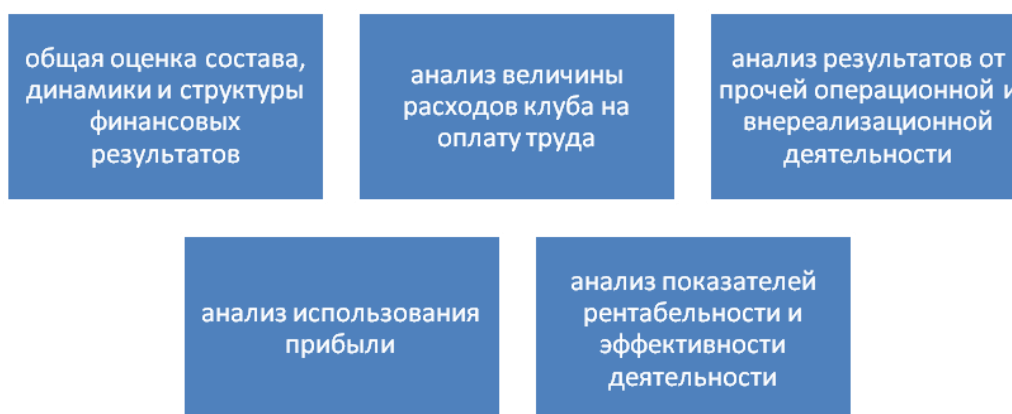 общая оценка состава,
динамики и структуры
финансовых
результатов
анализ величины
расходов клуба на
оплату труда
анализ результатов от
прочей операционной и
внереализационной
деятельности
анализ использования
прибыли
анализ показателей
рентабельности и
эффективности
деятельности